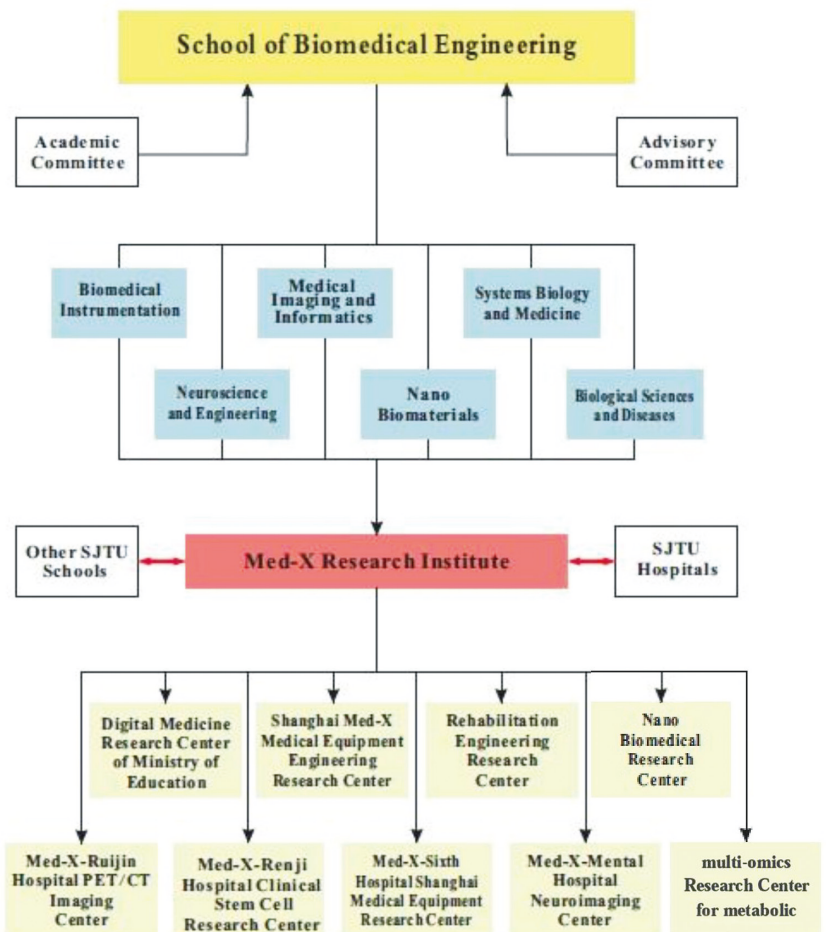 School of Biomedical Engineering
Academic
Committee
Advisory
Committee
Biomedical
Instrumentation
Medical
Imaging and
Informatics
Systems Biology
and Medicine
Neuroscience
and Engineering
Nano
Biomaterials
Biological Sciences
and Diseases
Other SJTU
Schools
Med-X Research Institute
SJTU
Hospitals
Digital Medicine
Research Center
of Ministry of
Education
Shanghai Med-X
Medical Equipment
Engineering
Research Center
Rehabilitation
Engineering
Research
Center
Nano
Biomedical
Research
Center
Med-X-Ruijin
Hospital PET/CT
Imaging
Center
Med-X-Renji
Hospital Clinical
Stem Cell
Research Center
Med-X-Sixth
Hospital Shanghai
Medical Equipment
Research Center
Med-X-Mental
Hospital
Neuroimaging
Center
multi-omics
Research Center
for metabolic